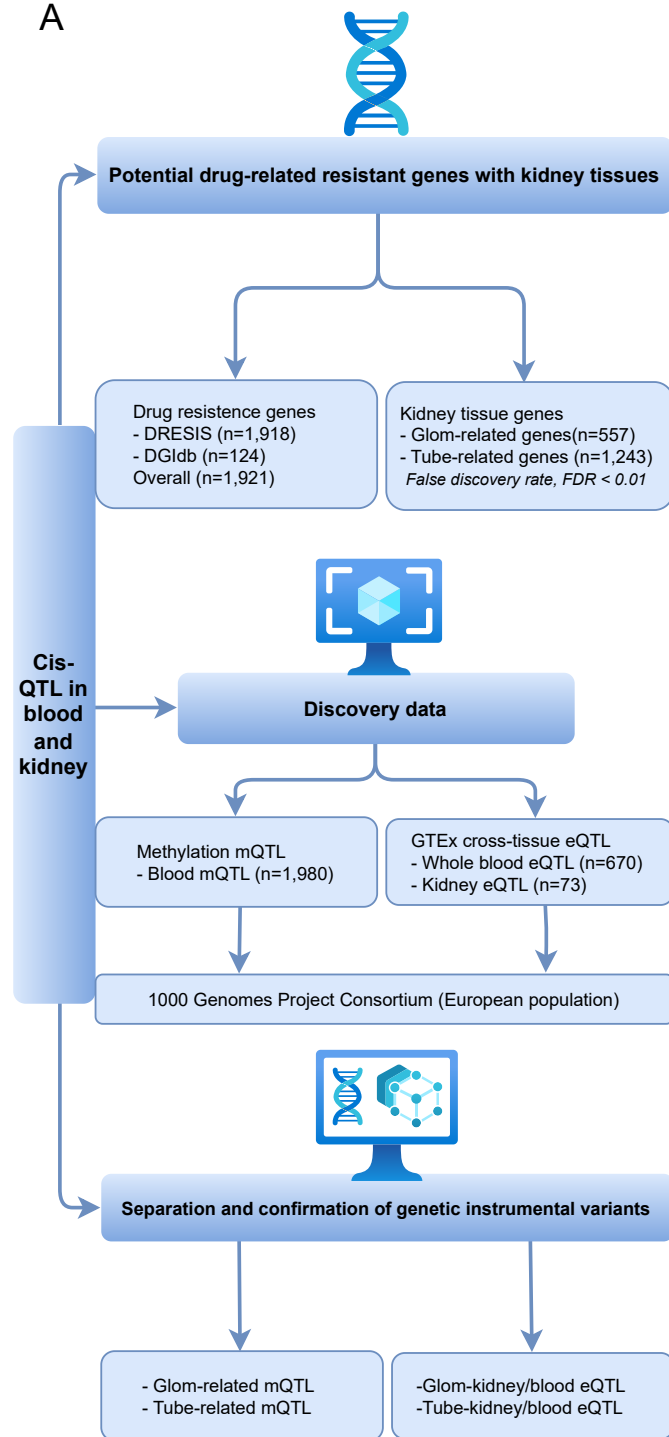 A
Potential drug-related resistant genes with kidney tissues
Drug resistence genes
- DRESIS (n=1,918)
- DGIdb (n=124)
Overall (n=1,921)
Kidney tissue genes
- Glom-related genes(n=557)
- Tube-related genes (n=1,243)
False discovery rate, FDR < 0.01
Cis-
QTL in
blood
and
kidney
Discovery data
Methylation mQTL
- Blood mQTL (n=1,980)
GTEx cross-tissue eQTL
- Whole blood eQTL (n=670)
- Kidney eQTL (n=73)
1000 Genomes Project Consortium (European population)
Separation and confirmation of genetic instrumental variants
- Glom-related mQTL
- Tube-related mQTL
-Glom-kidney/blood eQTL
-Tube-kidney/blood eQTL